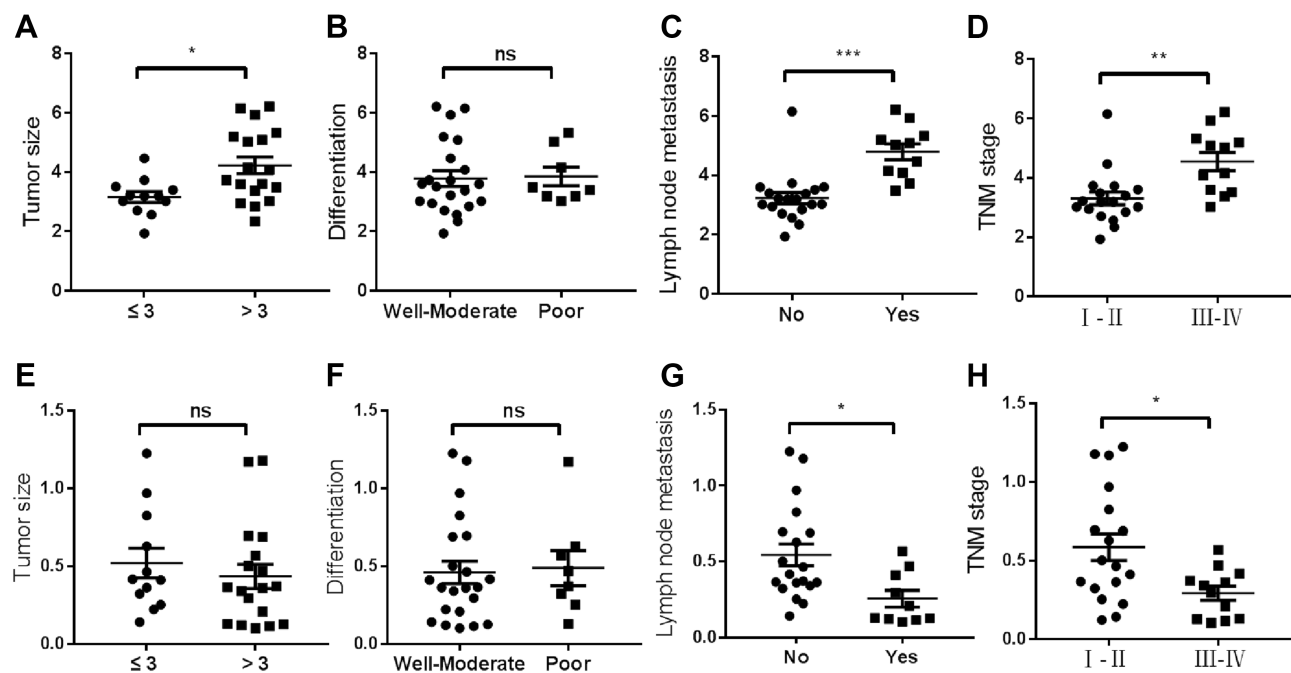 A
Tumor size
*
8
6
4
2
0
≤ 3
> 3
B
Differentiation
ns
8
6
4
2
0
Well-Moderate
Poor
C
Lymph node metastasis
***
8
6
4
2
0
No
Yes
D
TNM stage
**
8
6
4
2
0
Ⅰ - Ⅱ
Ⅲ-Ⅳ
E
Tumor size
ns
1.5
1.0
0.5
0.0
≤ 3
> 3
F
Differentiation
ns
1.5
1.0
0.5
0.0
Well-Moderate
Poor
G
Lymph node metastasis
*
1.5
1.0
0.5
0.0
No
Yes
H
TNM stage
*
1.5
1.0
0.5
0.0
Ⅰ - Ⅱ
Ⅲ-Ⅳ